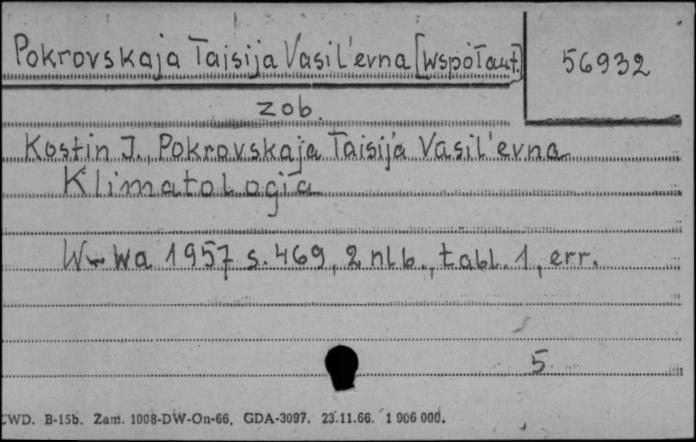 Pokrovskaja Taisija Vasil'evna [współaut.] 56932
zob.
Kostin J., Pokrovskaja Taisija Vasil'evna
Klimatologia
W-wa 1957 s. 469, 2 nlb., tabl. 1, err.
5
CWD. B-15b. Zam. 1008-DW-On-66. GDA-3097. 23.11.66. 1 906 000.